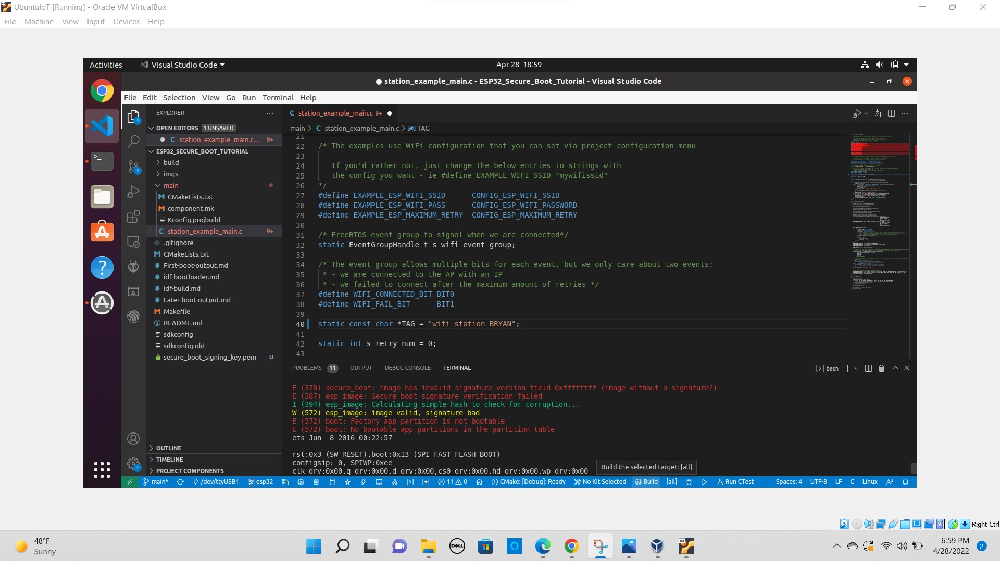 UbuntuIoT [Running] - Oracle VM VirtualBox
File Machine View Input Devices Help
Activities Visual Studio Code Apr 28 18:59
● station_example_main.c - ESP32_Secure_Boot_Tutorial - Visual Studio Code
File Edit Selection View Go Run Terminal Help
EXPLORER
OPEN EDITORS 1 UNSAVED
● C station_example_main.c... 9+
ESP32_SECURE_BOOT_TUTORIAL
build
imgs
main
M CMakeLists.txt
M component.mk
Kconfig.projbuild
C station_example_main.c 9+
.gitignore
M CMakeLists.txt
First-boot-output.md
idf-bootloader.md
idf-build.md
Later-boot-output.md
M Makefile
README.md
sdkconfig
sdkconfig.old
secure_boot_signing_key.pem U
OUTLINE
TIMELINE
PROJECT COMPONENTS
C station_example_main.c 9+ ●
main > C station_example_main.c > TAG
21
22 /* The examples use WiFi configuration that you can set via project configuration menu
23
24 If you'd rather not, just change the below entries to strings with
25 the config you want - ie #define EXAMPLE_WIFI_SSID "mywifissid"
26 */
27 #define EXAMPLE_ESP_WIFI_SSID CONFIG_ESP_WIFI_SSID
28 #define EXAMPLE_ESP_WIFI_PASS CONFIG_ESP_WIFI_PASSWORD
29 #define EXAMPLE_ESP_MAXIMUM_RETRY CONFIG_ESP_MAXIMUM_RETRY
30
31 /* FreeRTOS event group to signal when we are connected*/
32 static EventGroupHandle_t s_wifi_event_group;
33
34 /* The event group allows multiple bits for each event, but we only care about two events:
35 * - we are connected to the AP with an IP
36 * - we failed to connect after the maximum amount of retries */
37 #define WIFI_CONNECTED_BIT BIT0
38 #define WIFI_FAIL_BIT BIT1
39
40 static const char *TAG = "wifi station BRYAN";
41
42 static int s_retry_num = 0;
43
PROBLEMS 11 OUTPUT DEBUG CONSOLE TERMINAL bash
E (378) secure_boot: image has invalid signature version field 0xffffffff (image without a signature?)
E (387) esp_image: Secure boot signature verification failed
I (394) esp_image: Calculating simple hash to check for corruption...
W (572) esp_image: image valid, signature bad
E (572) boot: Factory app partition is not bootable
E (572) boot: No bootable app partitions in the partition table
ets Jun  8 2016 00:22:57
rst:0x3 (SW_RESET),boot:0x13 (SPI_FAST_FLASH_BOOT)
configsip: 0, SPIWP:0xee
clk_drv:0x00,q_drv:0x00,d_drv:0x00,cs0_drv:0x00,hd_drv:0x00,wp_drv:0x00
Build the selected target: [all]
main* /dev/ttyUSB1 esp32 11 0 CMake: [Debug]: Ready No Kit Selected Build [all] Run CTest Spaces: 4 UTF-8 LF C Linux
Right Ctrl
48°F
Sunny
DELL
64
6:59 PM
4/28/2022
2